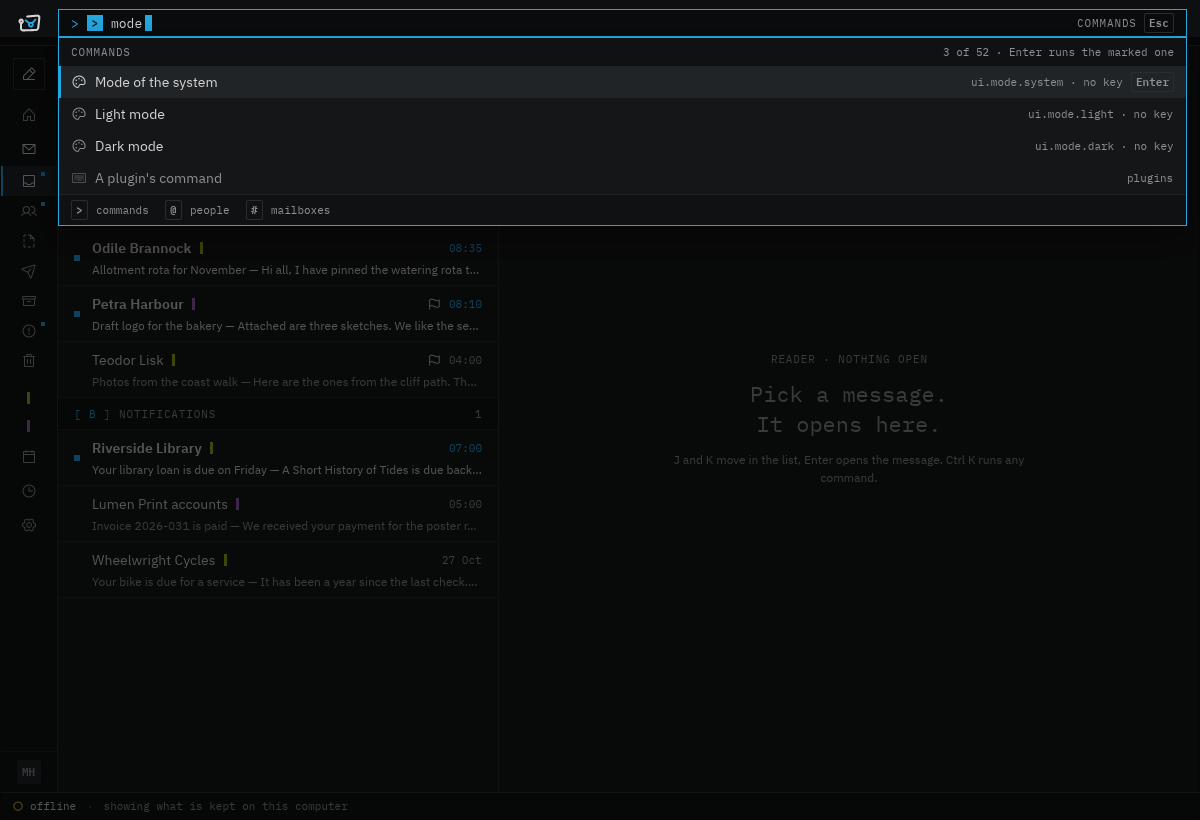 > > mode COMMANDS Esc
COMMANDS 3 of 52 · Enter runs the marked one
Mode of the system ui.mode.system · no key Enter
Light mode ui.mode.light · no key
Dark mode ui.mode.dark · no key
A plugin's command plugins
> commands @ people # mailboxes
Odile Brannock 08:35
Allotment rota for November — Hi all, I have pinned the watering rota t...
Petra Harbour 08:10
Draft logo for the bakery — Attached are three sketches. We like the se...
Teodor Lisk 04:00
Photos from the coast walk — Here are the ones from the cliff path. Th...
[ B ] NOTIFICATIONS 1
Riverside Library 07:00
Your library loan is due on Friday — A Short History of Tides is due back...
Lumen Print accounts 05:00
Invoice 2026-031 is paid — We received your payment for the poster r...
Wheelwright Cycles 27 Oct
Your bike is due for a service — It has been a year since the last check....
READER · NOTHING OPEN
Pick a message.
It opens here.
J and K move in the list, Enter opens the message. Ctrl K runs any
command.
MH
offline · showing what is kept on this computer